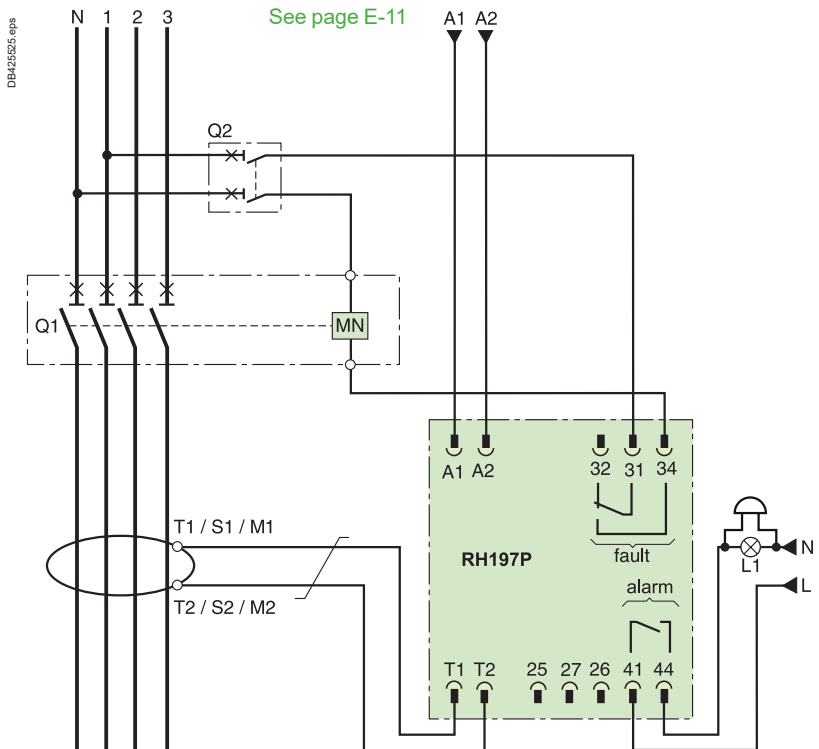 DB425525.eps
N 1 2 3
See page E-11
A1 A2
Q2
Q1
MN
A1 A2
32 31 34
T1 / S1 / M1
RH197P
fault
L1
N
alarm
L
T2 / S2 / M2
T1 T2 25 27 26 41 44